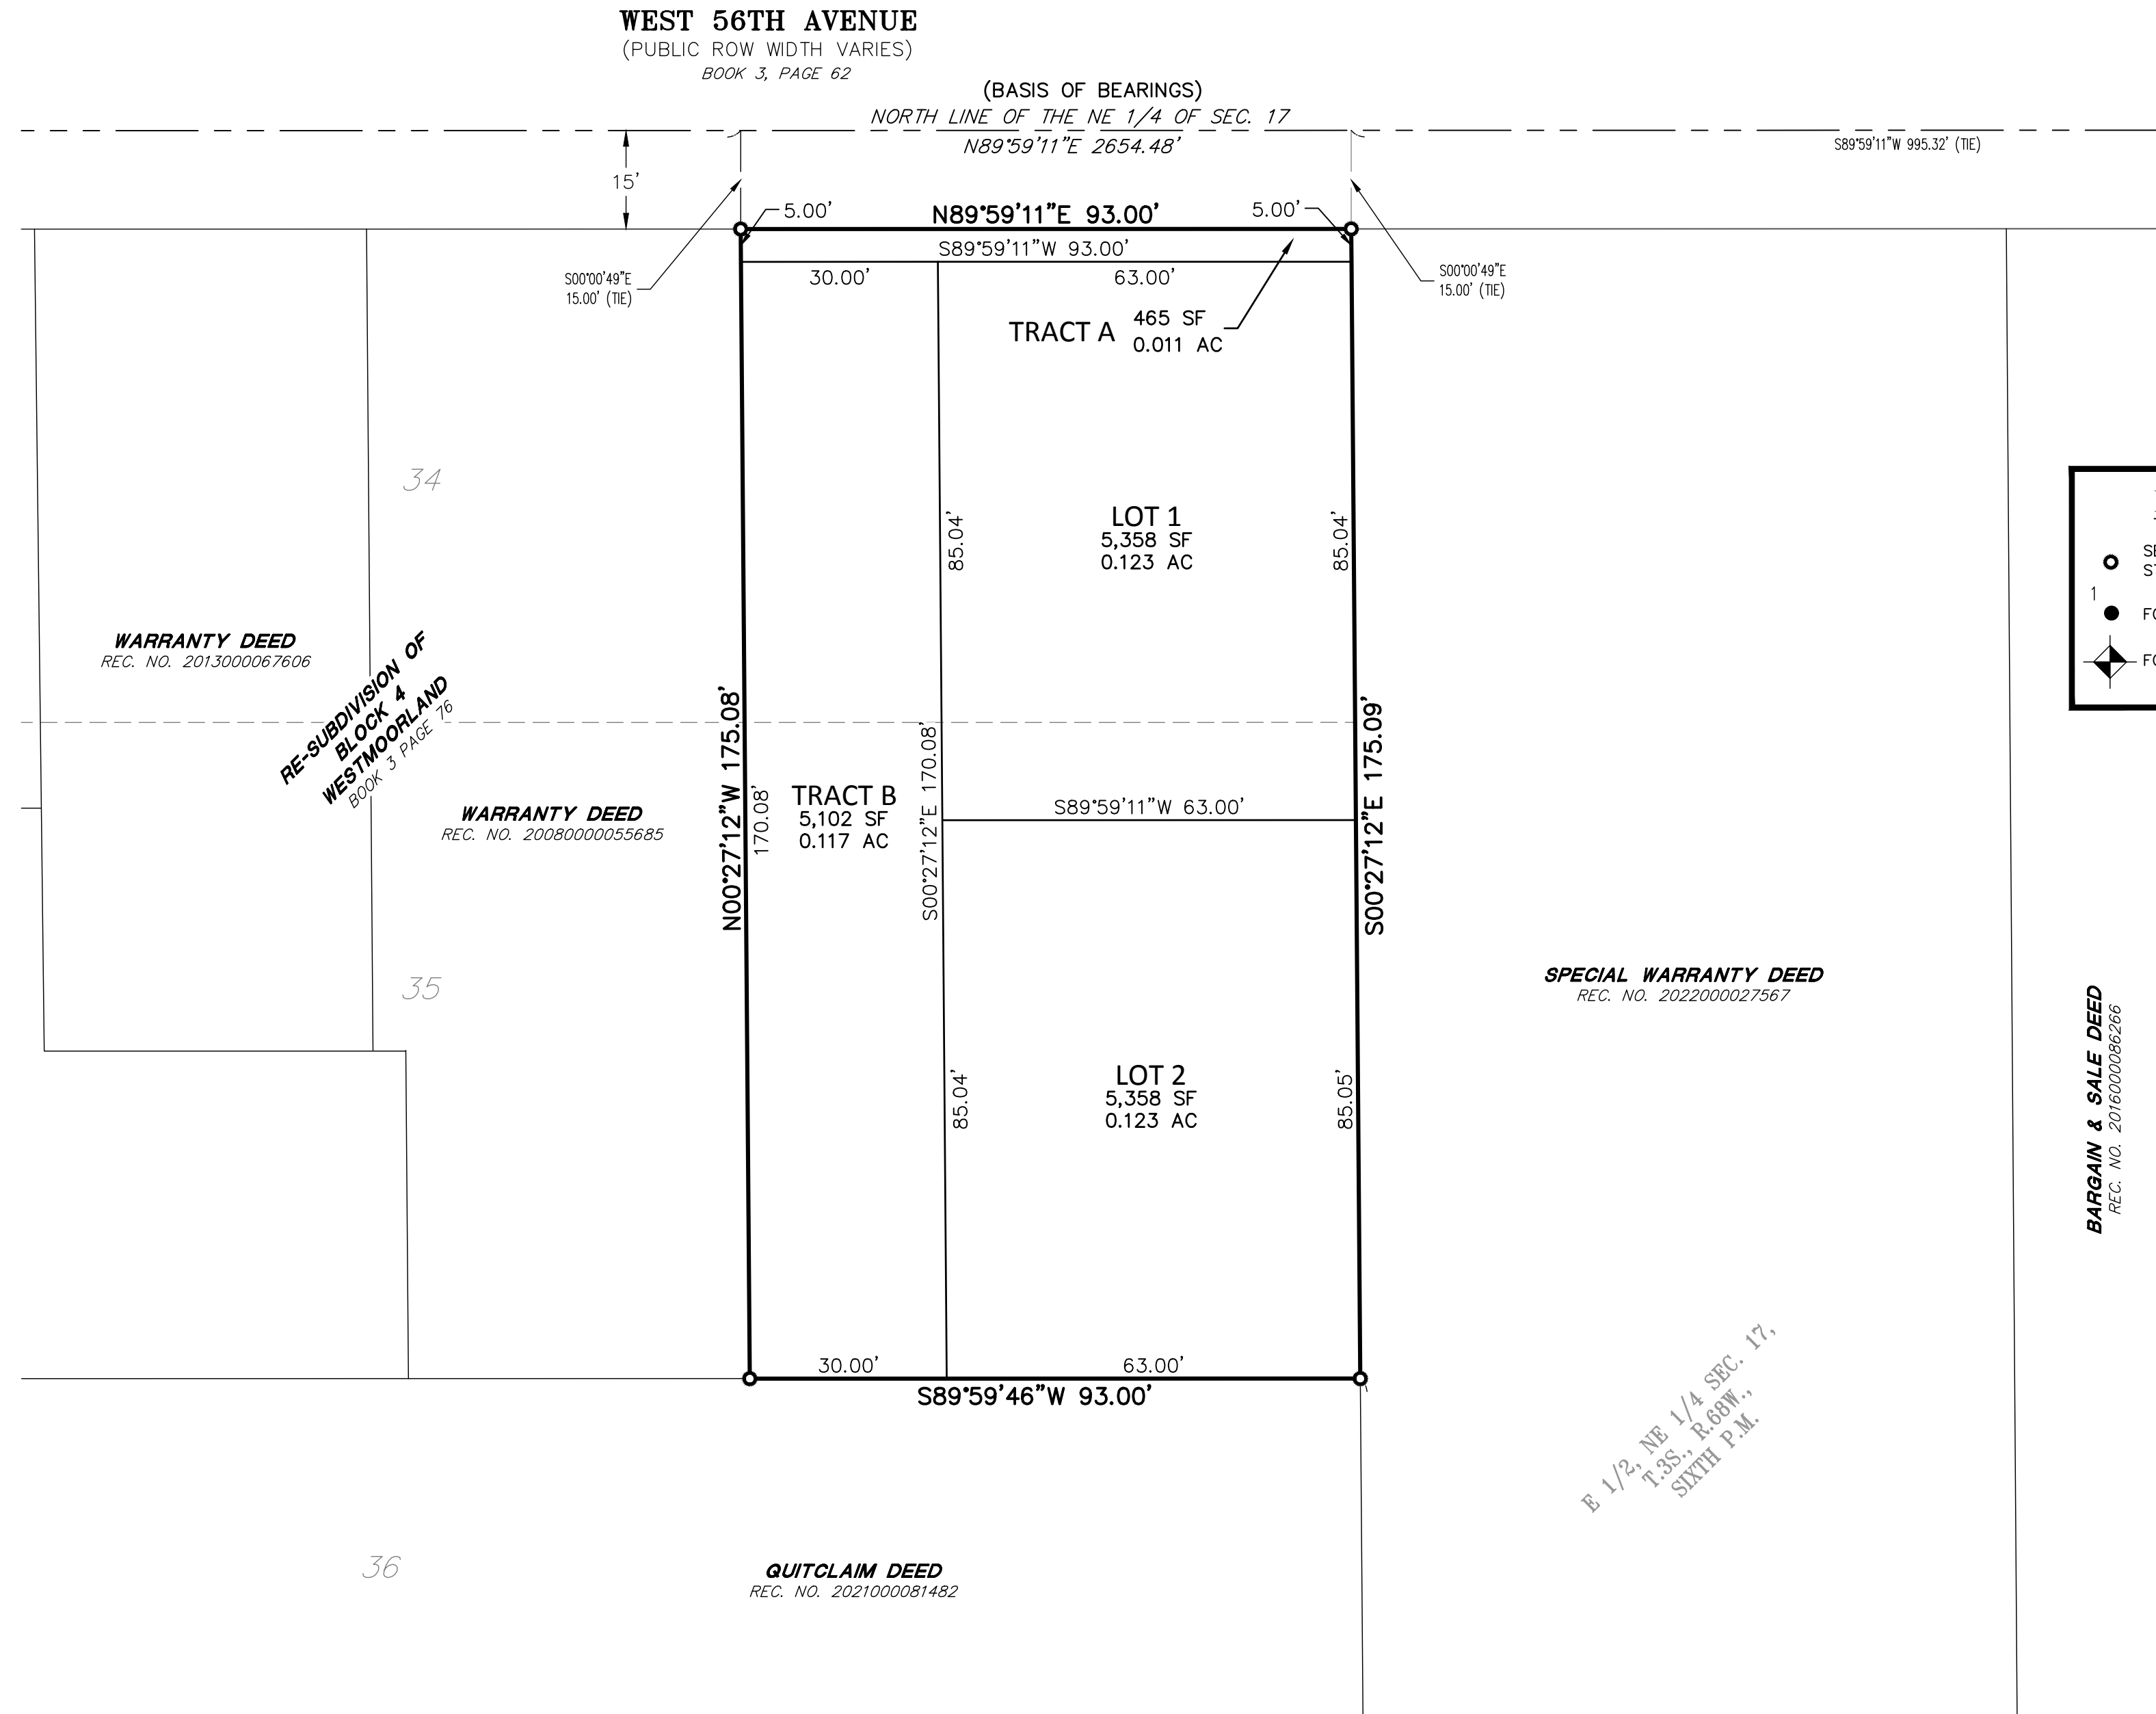 WEST 56TH AVENUE
(PUBLIC ROW WIDTH VARIES)
BOOK 3, PAGE 62
(BASIS OF BEARINGS)
NORTH LINE OF THE NE 1/4 OF SEC. 17
N89°59'11"E 2654.48'
S89°59'11"W 995.32' (TIE)
15'
5.00'
N89°59'11"E 93.00'
5.00'
S89°59'11"W 93.00'
30.00'
63.00'
S00°00'49"E
15.00' (TIE)
S00°00'49"E
15.00' (TIE)
TRACT A
465 SF
0.011 AC
34
LOT 1
5,358 SF
0.123 AC
85.04'
85.04'
1
WARRANTY DEED
REC. NO. 2013000067606
RE-SUBDIVISION OF
BLOCK 4
WESTMOORLAND
BOOK 3 PAGE 76
WARRANTY DEED
REC. NO. 20080000055685
N00°27'12"W 175.08'
170.08'
TRACT B
5,102 SF
0.117 AC
S00°27'12"E 170.08'
S89°59'11"W 63.00'
S00°27'12"E 175.09'
35
SPECIAL WARRANTY DEED
REC. NO. 2022000027567
BARGAIN & SALE DEED
REC. NO. 2016000086266
LOT 2
5,358 SF
0.123 AC
85.04'
85.05'
30.00'
63.00'
S89°59'46"W 93.00'
E 1/2, NE 1/4 SEC. 17,
T.3S., R.68W.,
SIXTH P.M.
36
QUITCLAIM DEED
REC. NO. 2021000081482